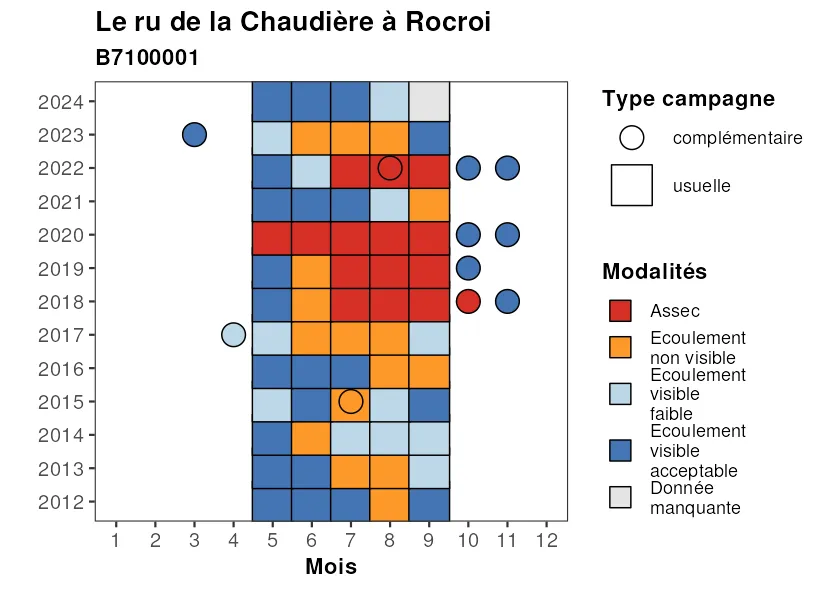 Le ru de la Chaudière à Rocroi
B7100001
2024
2023
2022
2021
2020
2019
2018
2017
2016
2015
2014
2013
2012
1 2 3 4 5 6 7 8 9 10 11 12
Mois
Type campagne
complémentaire
usuelle
Modalités
Assec
Ecoulement
non visible
Ecoulement
visible
faible
Ecoulement
visible
acceptable
Donnée
manquante